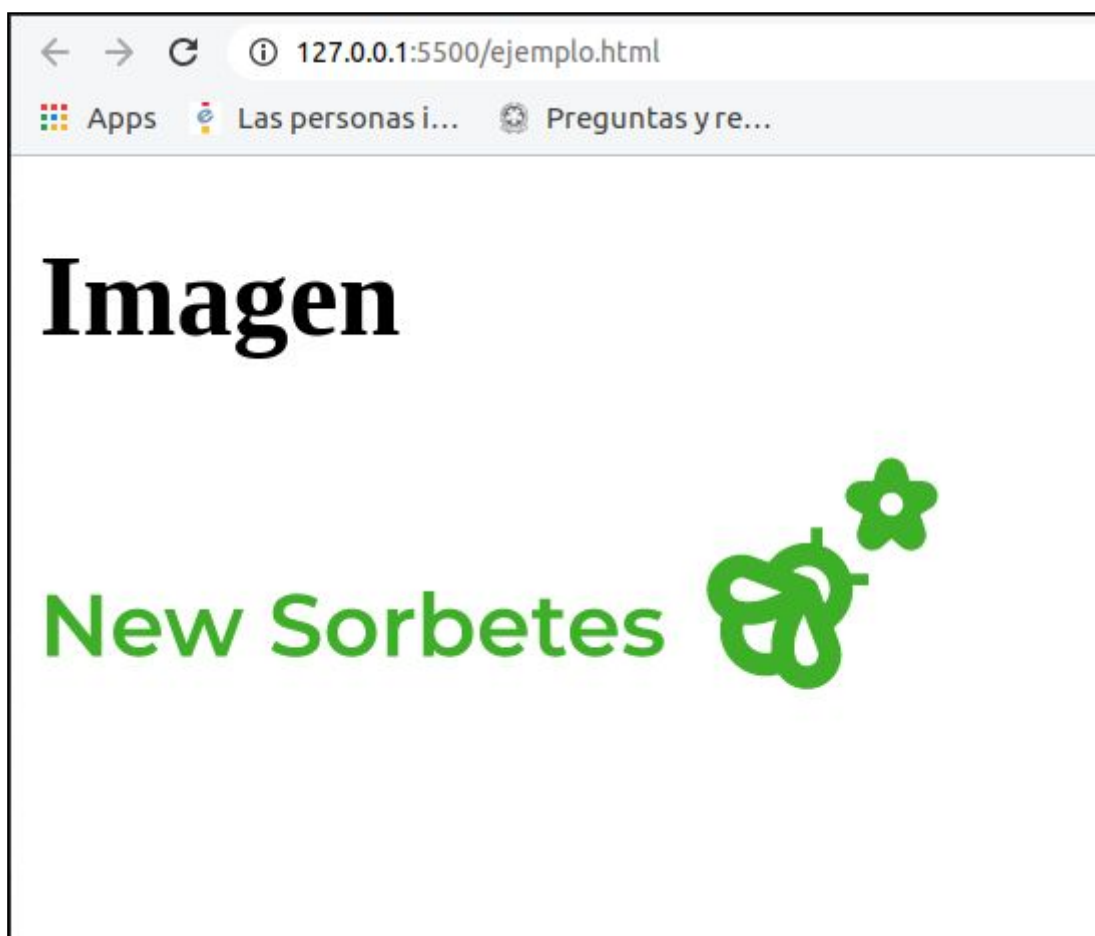 127.0.0.1:5500/ejemplo.html
Apps Las personas i... Preguntas y re...
Imagen
New Sorbetes